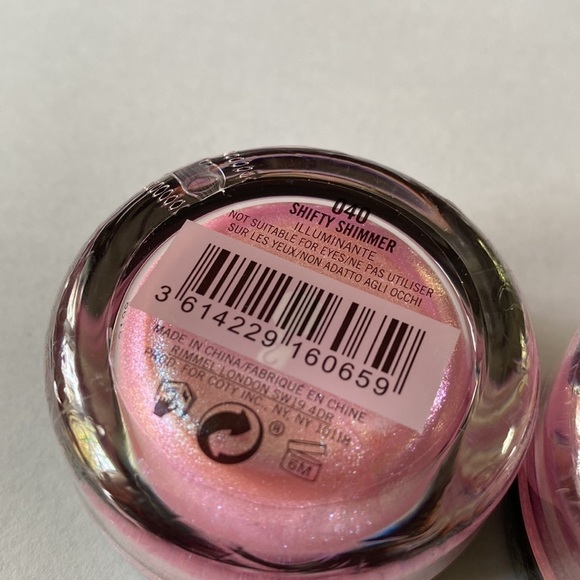 040
SHIFTY SHIMMER
ILLUMINANTE
NOT SUITABLE FOR EYES/NE PAS UTILISER
SUR LES YEUX/NON ADATTO AGLI OCCHI
3 614229 160659
MADE IN CHINA/FABRIQUÉ EN CHINE
RIMMEL LONDON SW19 4DR
PROD. FOR COTY INC. NY, NY 10118
®
6M